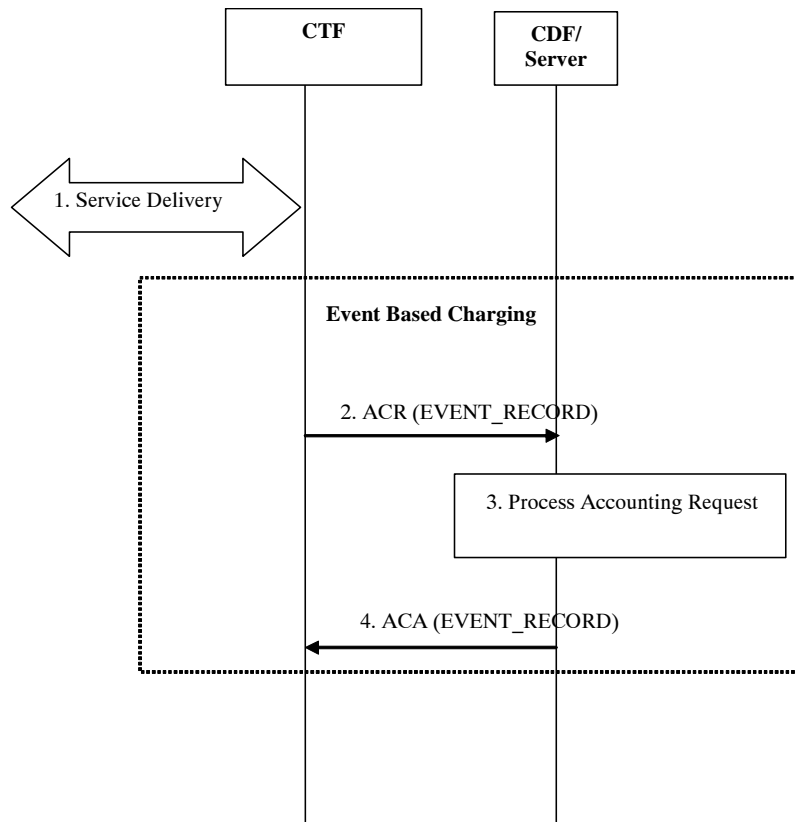 CTF
CDF/
Server
1. Service Delivery
Event Based Charging
2. ACR (EVENT_RECORD)
3. Process Accounting Request
4. ACA (EVENT_RECORD)